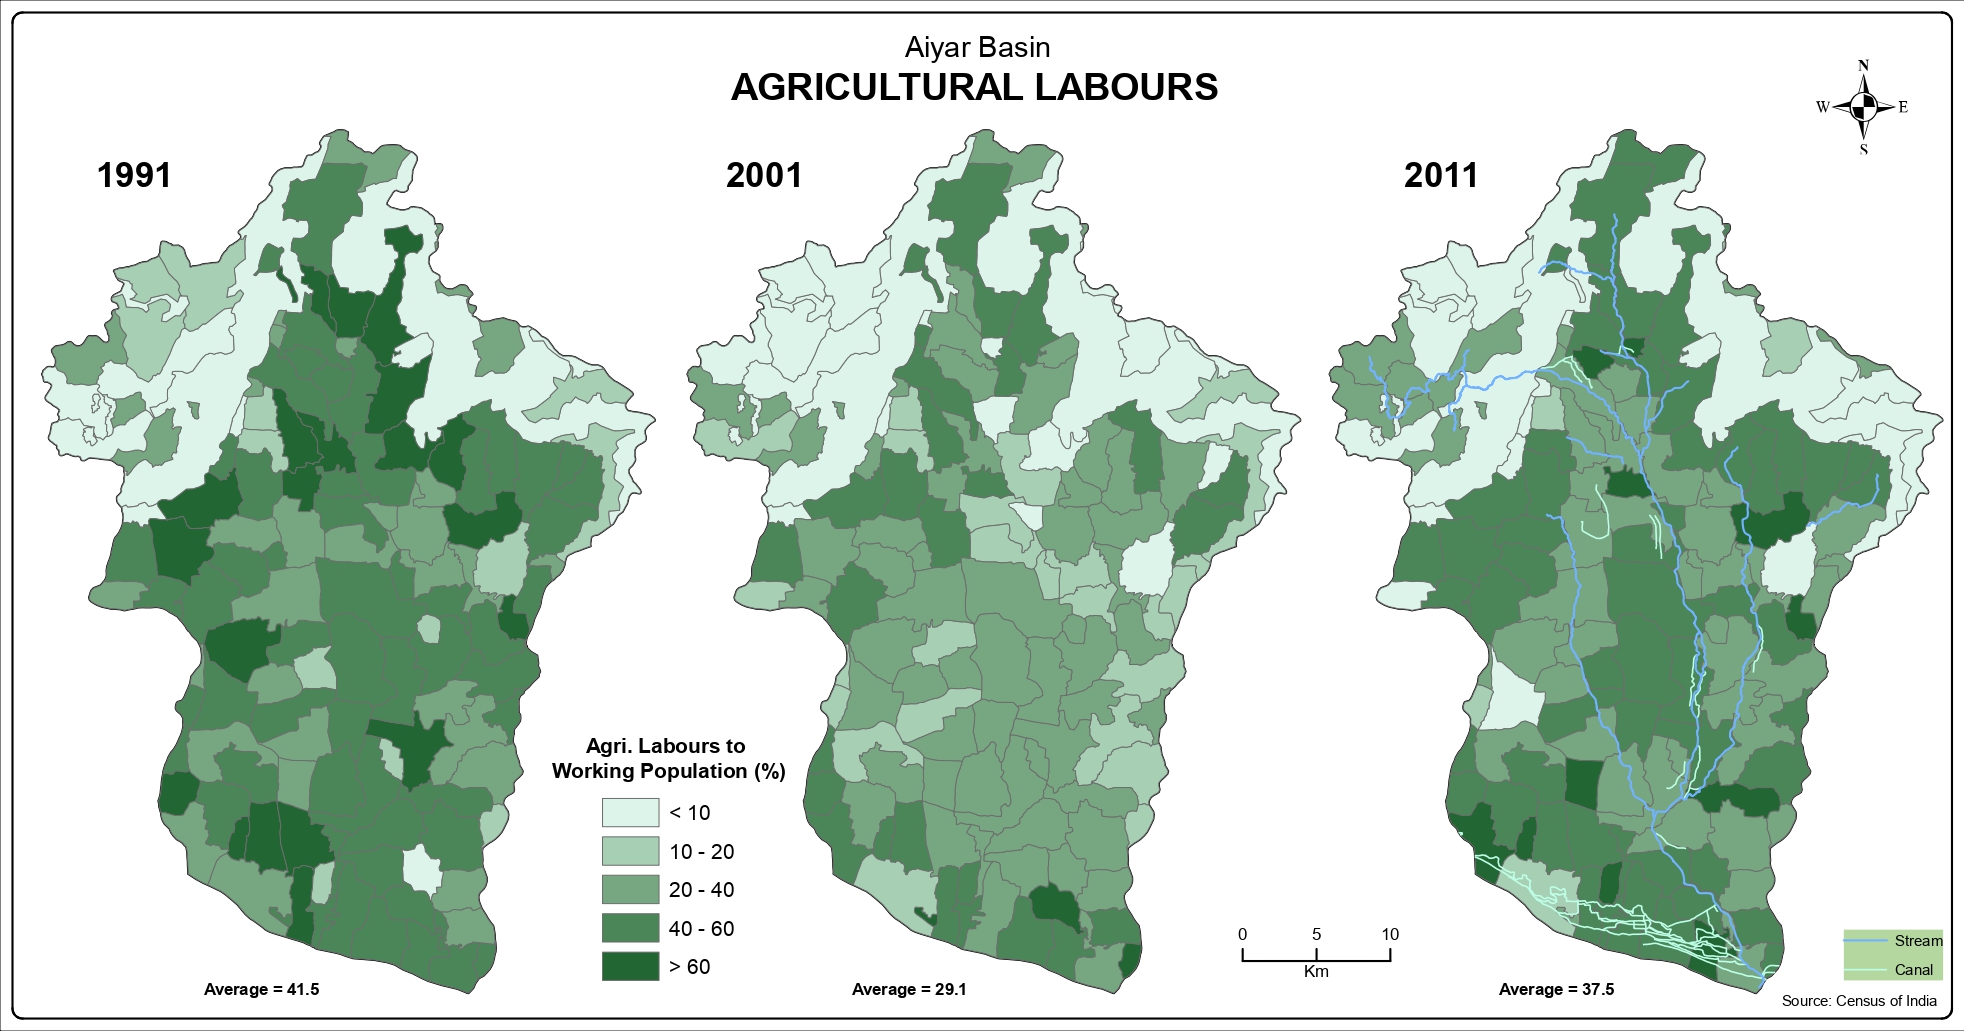 Aiyar Basin
AGRICULTURAL LABOURS
N
W
E
S
1991
2001
2011
Agri. Labours to
Working Population (%)
< 10
10 - 20
20 - 40
40 - 60
> 60
0 5 10
Km
Stream
Canal
Average = 41.5
Average = 29.1
Average = 37.5
Source: Census of India